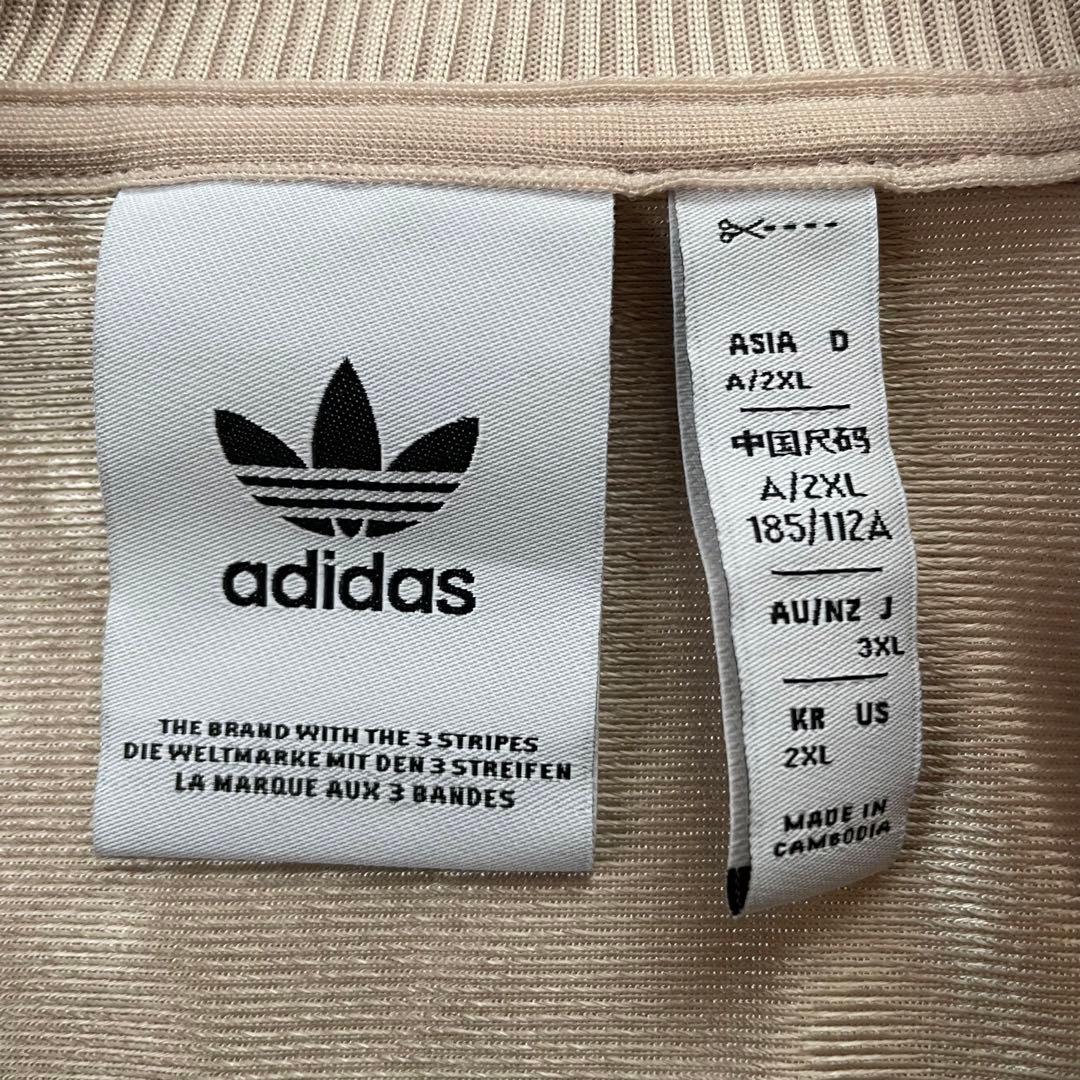 adidas
THE BRAND WITH THE 3 STRIPES
DIE WELTMARKE MIT DEN 3 STREIFEN
LA MARQUE AUX 3 BANDES
ASIA D
A/2XL
中国尺码
A/2XL
185/112A
AU/NZ J
3XL
KR US
2XL
MADE IN
CAMBODIA